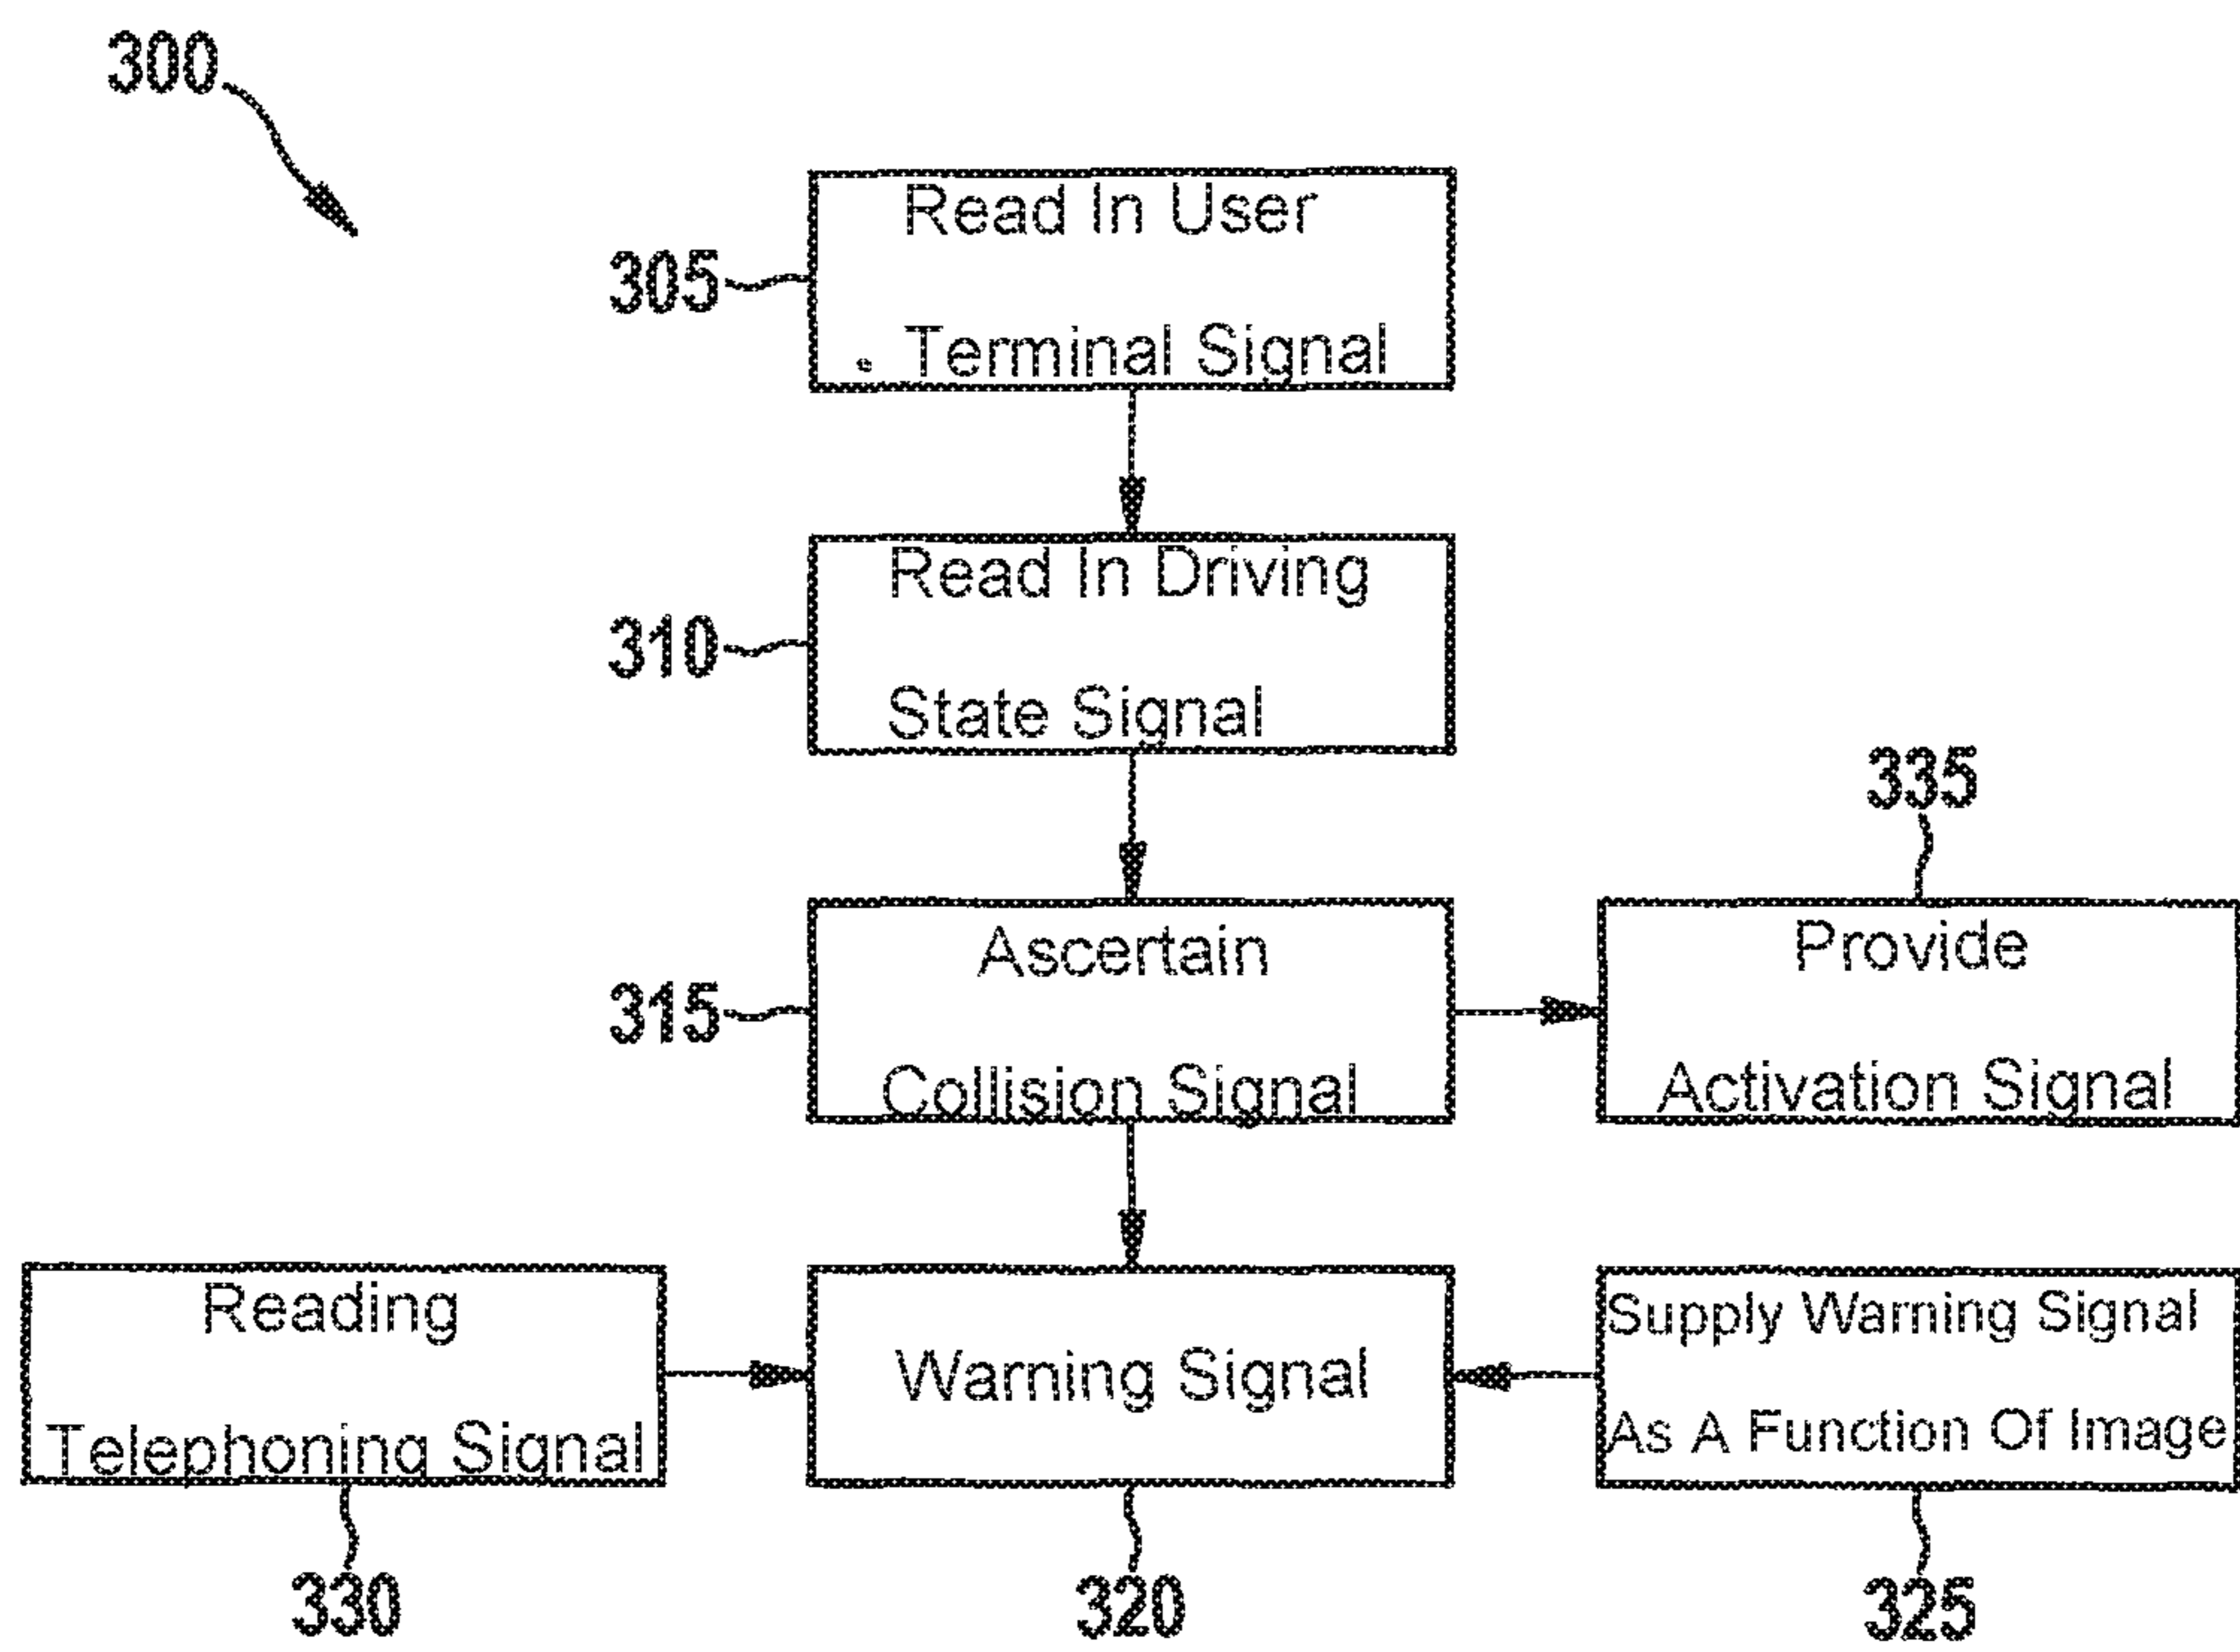 300
Read In User
305
Terminal Signal
Read In Driving
310
State Signal
335
Ascertain
Provide
315
Collision Signal
Activation Signal
Reading
Telephoning Signal
Warning Signal
Supply Warning Signal
As A Function Of Image
330
320
325